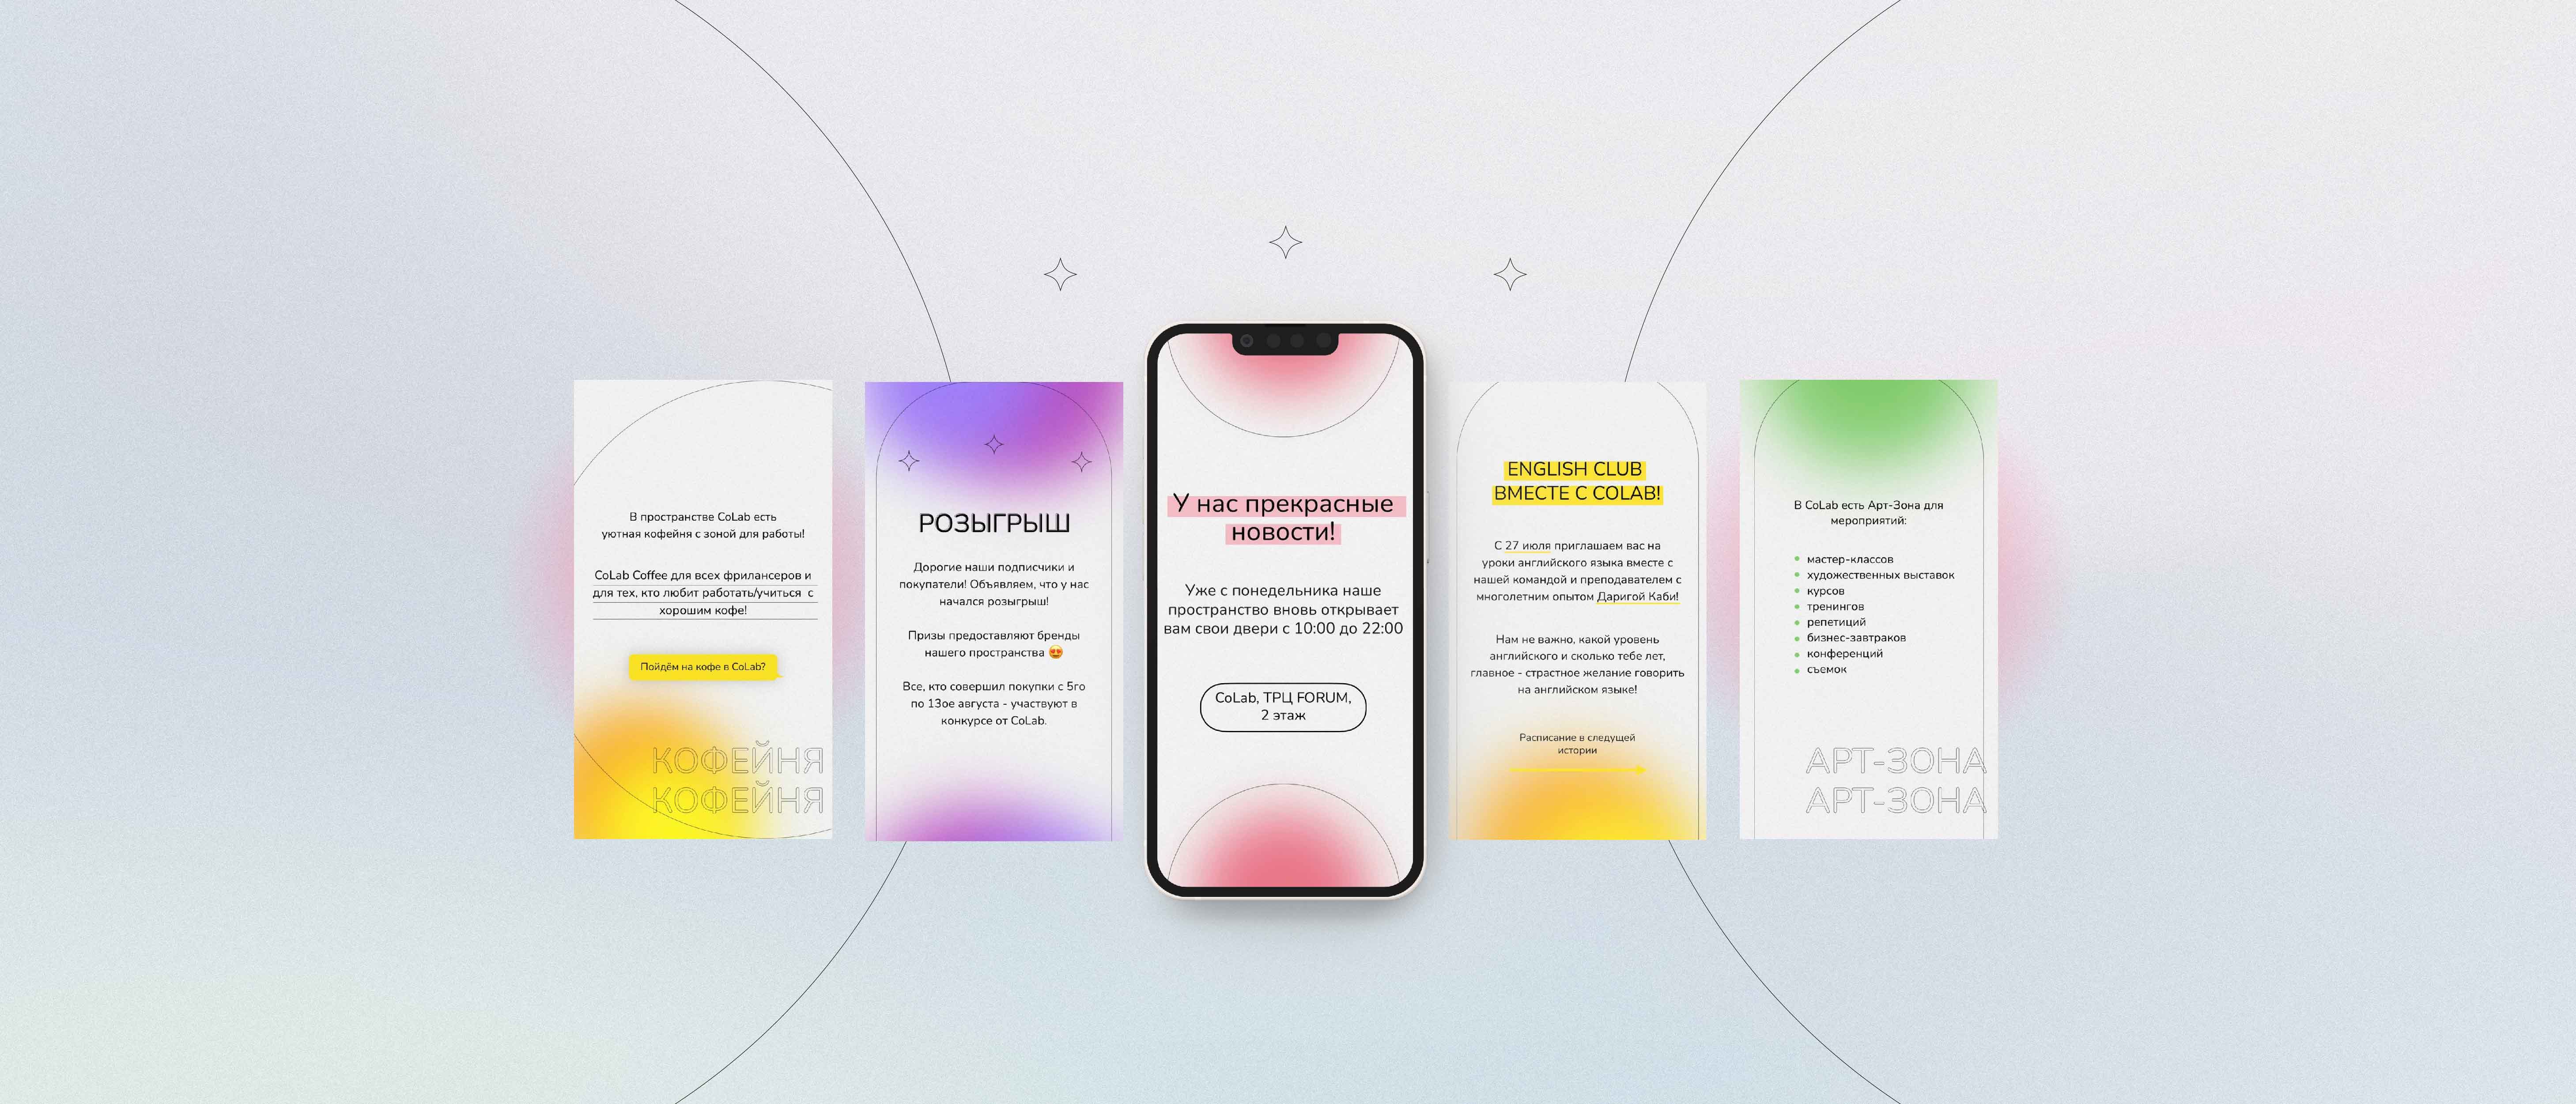 В пространстве CoLab есть
уютная кофейня с зоной для работы!
CoLab Coffee для всех фрилансеров и
для тех, кто любит работать/учиться с
хорошим кофе!
Пойдём на кофе в CoLab?
КОФЕЙНЯ
КОФЕЙНЯ
РОЗЫГРЫШ
Дорогие наши подписчики и
покупатели! Объявляем, что у нас
начался розыгрыш!
Призы предоставляют бренды
нашего пространства 😍
Все, кто совершил покупки с 5го
по 13ое августа - участвуют в
конкурсе от CoLab.
У нас прекрасные
новости!
Уже с понедельника наше
пространство вновь открывает
вам свои двери с 10:00 до 22:00
CoLab, ТРЦ FORUM,
2 этаж
ENGLISH CLUB
ВМЕСТЕ С COLAB!
С 27 июля приглашаем вас на
уроки английского языка вместе с
нашей командой и преподавателем с
многолетним опытом Даригой Каби!
Нам не важно, какой уровень
английского и сколько тебе лет,
главное - страстное желание говорить
на английском языке!
Расписание в следущей
истории
В CoLab есть Арт-Зона для
мероприятий:
мастер-классов
художественных выставок
курсов
тренингов
репетиций
бизнес-завтраков
конференций
съемок
АРТ-ЗОНА
АРТ-ЗОНА